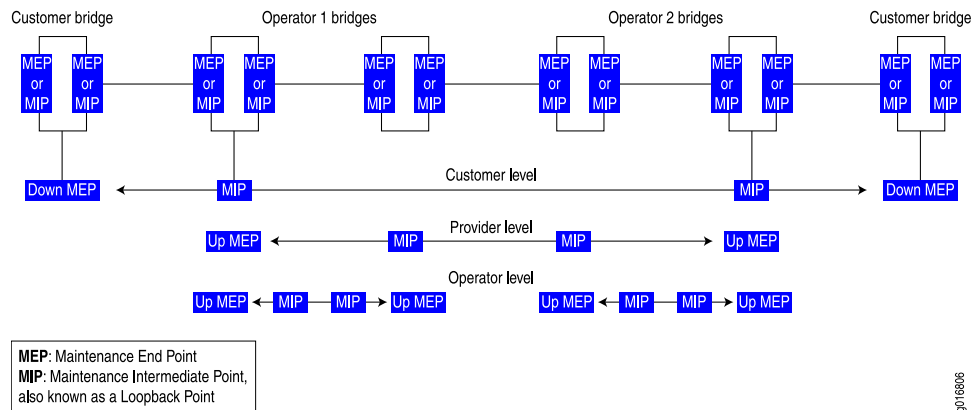 Customer bridge
Operator 1 bridges
Operator 2 bridges
Customer bridge
MEP or MIP
MEP or MIP
MEP or MIP
MEP or MIP
MEP or MIP
MEP or MIP
MEP or MIP
MEP or MIP
MEP or MIP
MEP or MIP
MEP or MIP
MEP or MIP
Customer level
Down MEP
MIP
MIP
Down MEP
Provider level
Up MEP
MIP
MIP
Up MEP
Operator level
Up MEP
MIP
MIP
Up MEP
Up MEP
MIP
MIP
Up MEP
MEP: Maintenance End Point
MIP: Maintenance Intermediate Point,
also known as a Loopback Point
g016806